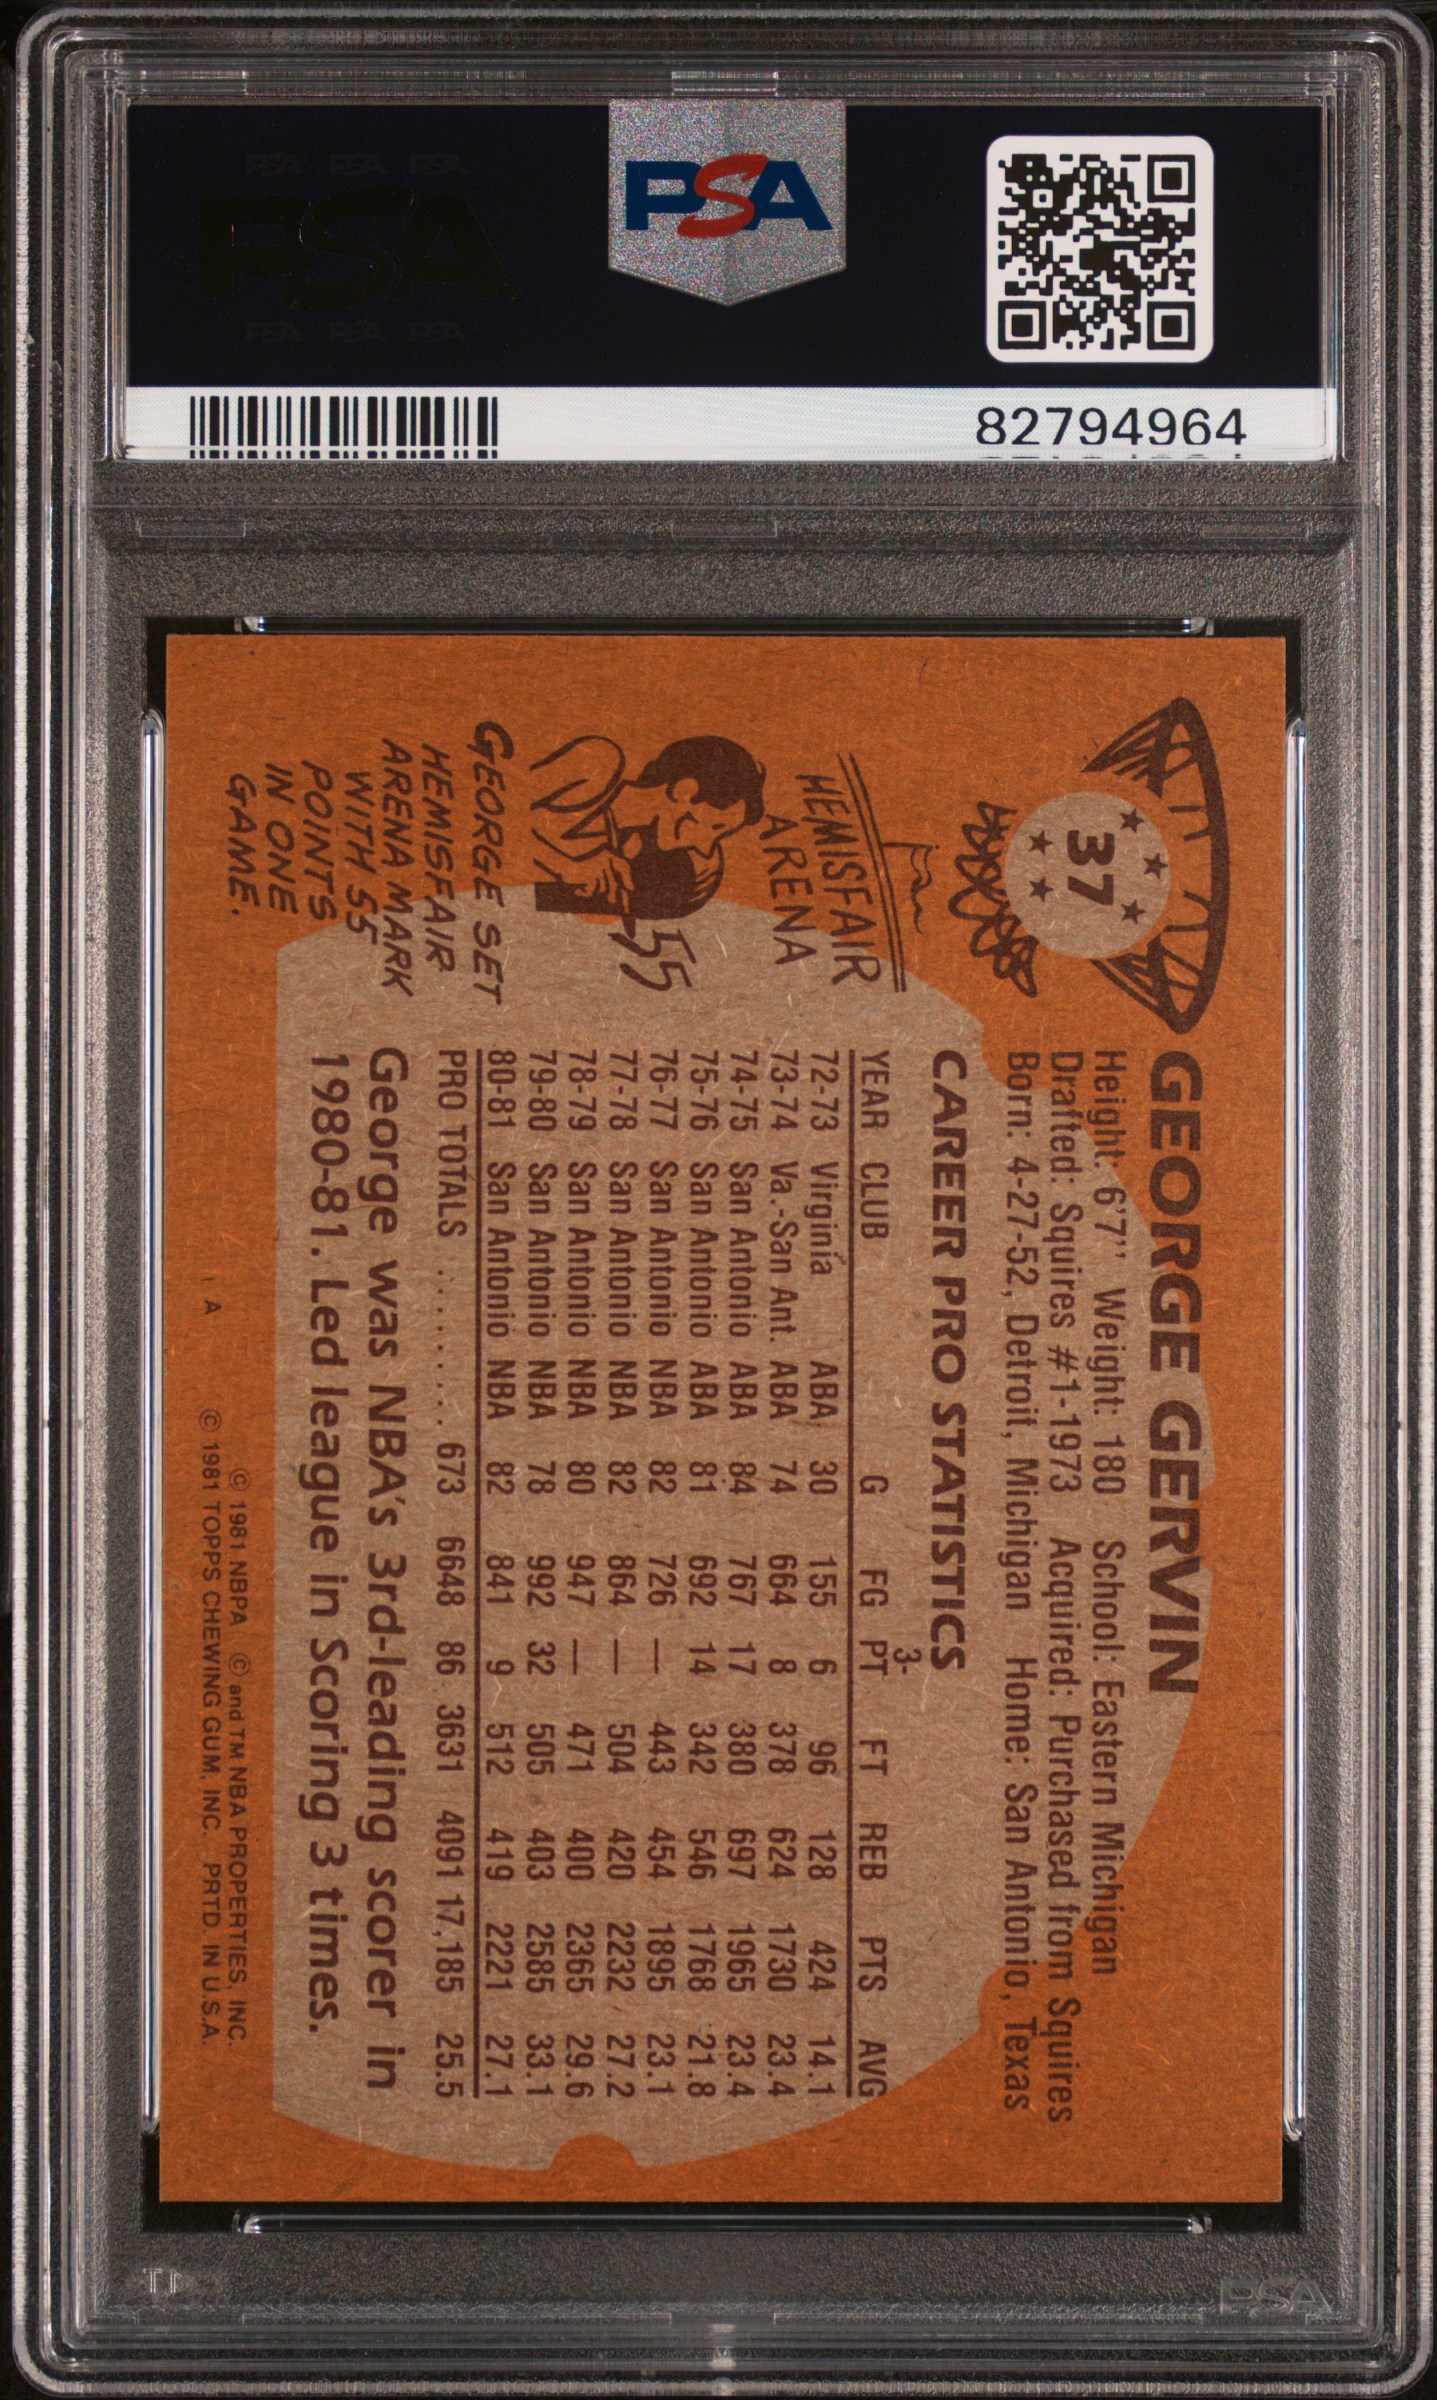 PSA PSA PSA
PSA
PSA PSA PSA
PSA
82794964
37
HEMISFAIR
ARENA
55
GEORGE SET
HEMISFAIR
ARENA MARK
WITH 55
POINTS
IN ONE
GAME.
GEORGE GERVIN
Height: 6'7" Weight: 180 School: Eastern Michigan
Drafted: Squires #1-1973 Acquired: Purchased from Squires
Born: 4-27-52, Detroit, Michigan Home: San Antonio, Texas
CAREER PRO STATISTICS
YEAR CLUB G FG 3-PT FT REB PTS AVG
72-73 Virginia ABA 30 155 6 96 128 424 14.1
73-74 Va.-San Ant. ABA 74 664 8 378 624 1730 23.4
74-75 San Antonio ABA 84 767 17 380 697 1965 23.4
75-76 San Antonio ABA 81 692 14 342 546 1768 21.8
76-77 San Antonio NBA 82 726 — 443 454 1895 23.1
77-78 San Antonio NBA 82 864 — 504 420 2232 27.2
78-79 San Antonio NBA 80 947 — 471 400 2365 29.6
79-80 San Antonio NBA 78 992 32 505 403 2585 33.1
80-81 San Antonio NBA 82 841 9 512 419 2221 27.1
PRO TOTALS ........ 673 6648 86 3631 4091 17,185 25.5
George was NBA's 3rd-leading scorer in
1980-81. Led league in Scoring 3 times.
© 1981 NBPA © and TM NBA PROPERTIES, INC.
A © 1981 TOPPS CHEWING GUM, INC. PRTD. IN U.S.A.
PSA